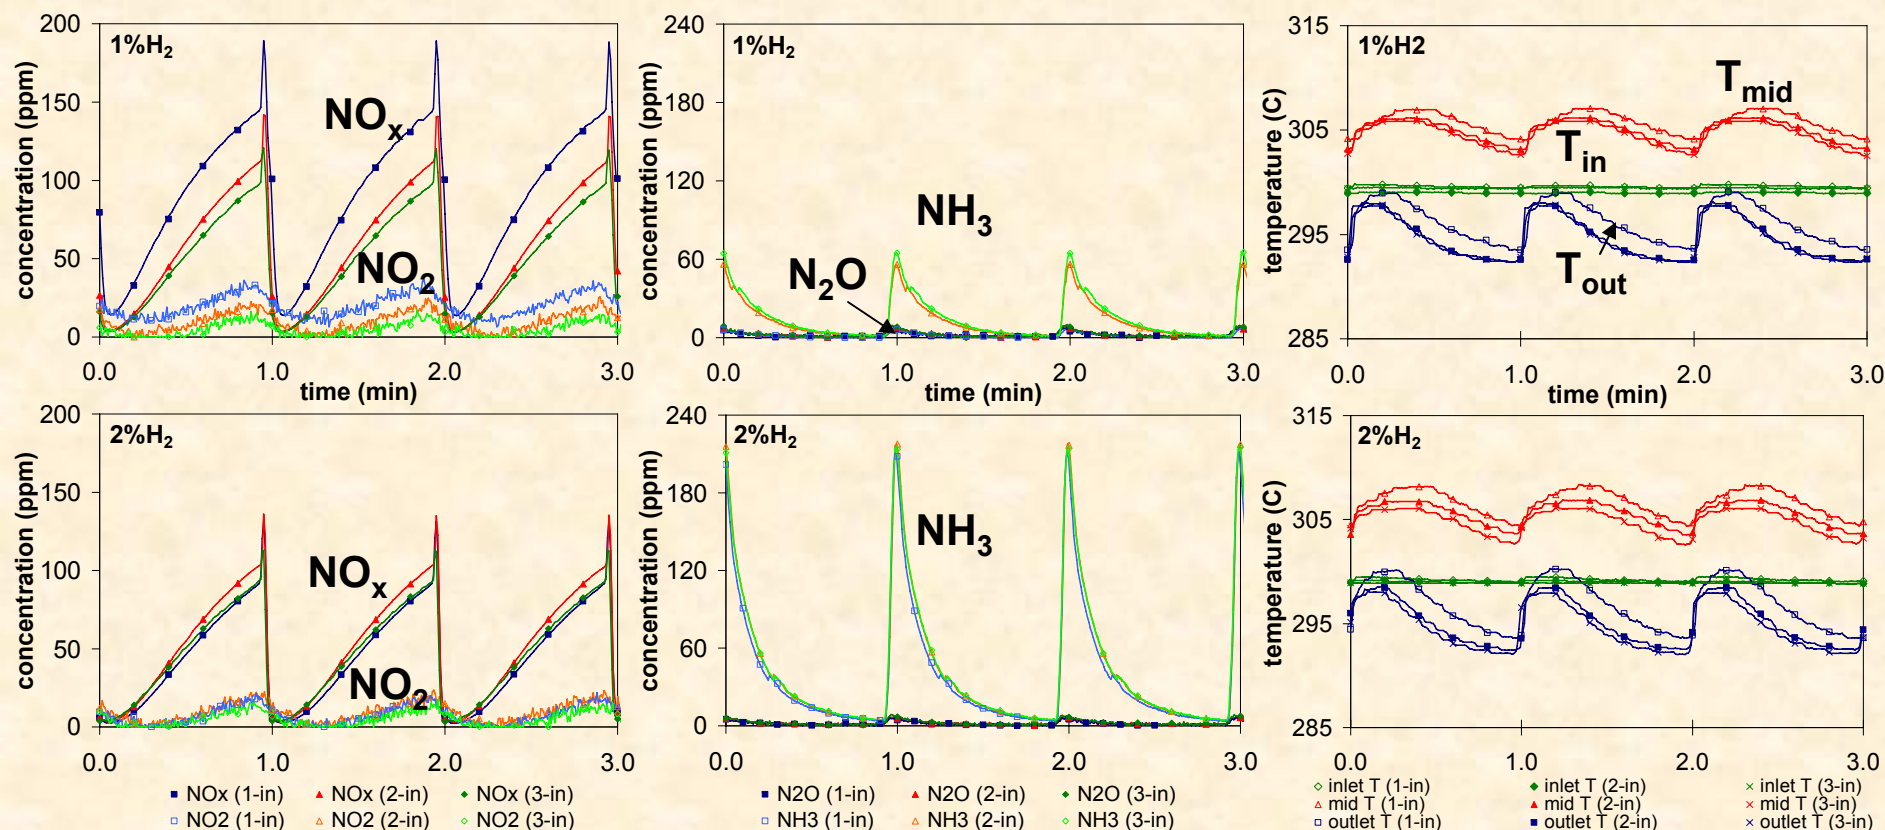 200
150
100
50
0
concentration (ppm)
1%H2
NOx
NO2
0.0 1.0 2.0 3.0
time (min)
240
180
120
60
0
concentration (ppm)
1%H2
NH3
N2O
0.0 1.0 2.0 3.0
time (min)
315
305
295
285
temperature (C)
1%H2
Tmid
Tin
Tout
0.0 1.0 2.0 3.0
time (min)
200
150
100
50
0
concentration (ppm)
2%H2
NOx
NO2
0.0 1.0 2.0 3.0
NOx (1-in) NOx (2-in) NOx (3-in)
NO2 (1-in) NO2 (2-in) NO2 (3-in)
240
180
120
60
0
concentration (ppm)
2%H2
NH3
0.0 1.0 2.0 3.0
N2O (1-in) N2O (2-in) N2O (3-in)
NH3 (1-in) NH3 (2-in) NH3 (3-in)
315
305
295
285
temperature (C)
2%H2
0.0 1.0 2.0 3.0
inlet T (1-in) inlet T (2-in) inlet T (3-in)
mid T (1-in) mid T (2-in) mid T (3-in)
outlet T (1-in) outlet T (2-in) outlet T (3-in)